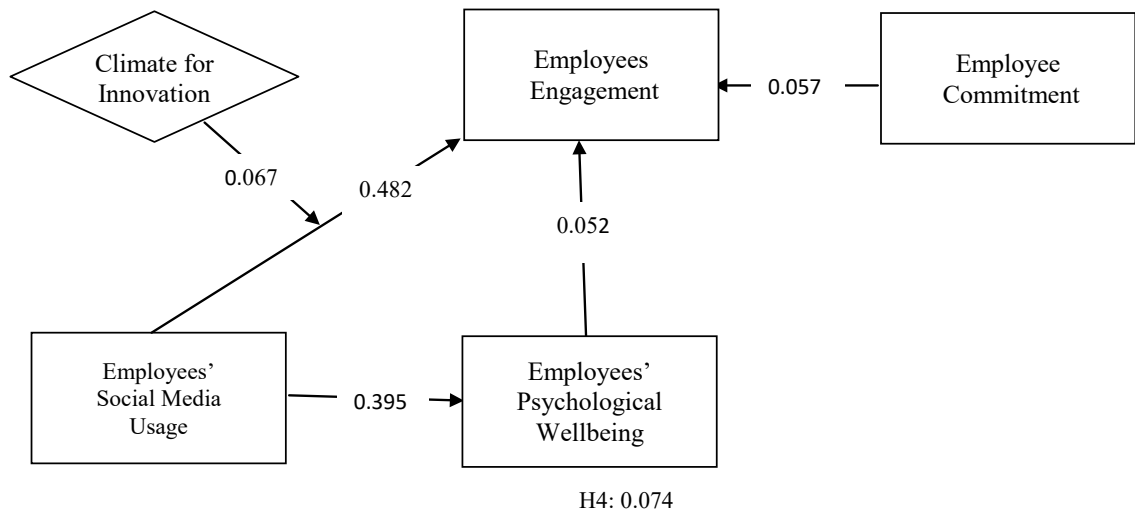 Climate for
Innovation
Employees
Engagement
Employee
Commitment
0.057
0.067
0.482
0.052
Employees’
Social Media
Usage
0.395
Employees’
Psychological
Wellbeing
H4: 0.074